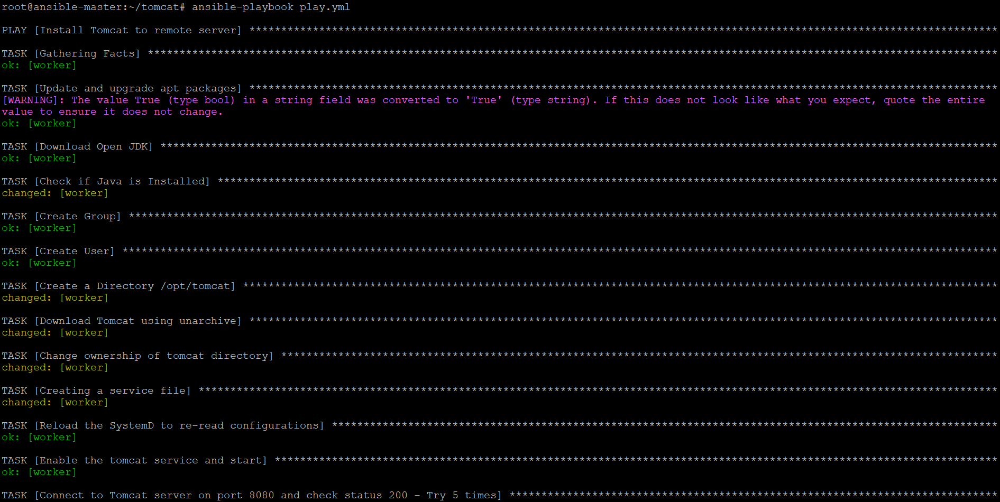 root@ansible-master:~/tomcat# ansible-playbook play.yml
PLAY [Install Tomcat to remote server] **********************************************************************************************************************
TASK [Gathering Facts] **************************************************************************************************************************************
ok: [worker]
TASK [Update and upgrade apt packages] **********************************************************************************************************************
[WARNING]: The value True (type bool) in a string field was converted to 'True' (type string). If this does not look like what you expect, quote the entire
value to ensure it does not change.
ok: [worker]
TASK [Download Open JDK] ************************************************************************************************************************************
ok: [worker]
TASK [Check if Java is Installed] ***************************************************************************************************************************
changed: [worker]
TASK [Create Group] *****************************************************************************************************************************************
ok: [worker]
TASK [Create User] ******************************************************************************************************************************************
ok: [worker]
TASK [Create a Directory /opt/tomcat] ***********************************************************************************************************************
changed: [worker]
TASK [Download Tomcat using unarchive] **********************************************************************************************************************
changed: [worker]
TASK [Change ownership of tomcat directory] *****************************************************************************************************************
changed: [worker]
TASK [Creating a service file] ******************************************************************************************************************************
changed: [worker]
TASK [Reload the SystemD to re-read configurations] *********************************************************************************************************
ok: [worker]
TASK [Enable the tomcat service and start] ******************************************************************************************************************
ok: [worker]
TASK [Connect to Tomcat server on port 8080 and check status 200 - Try 5 times] *****************************************************************************